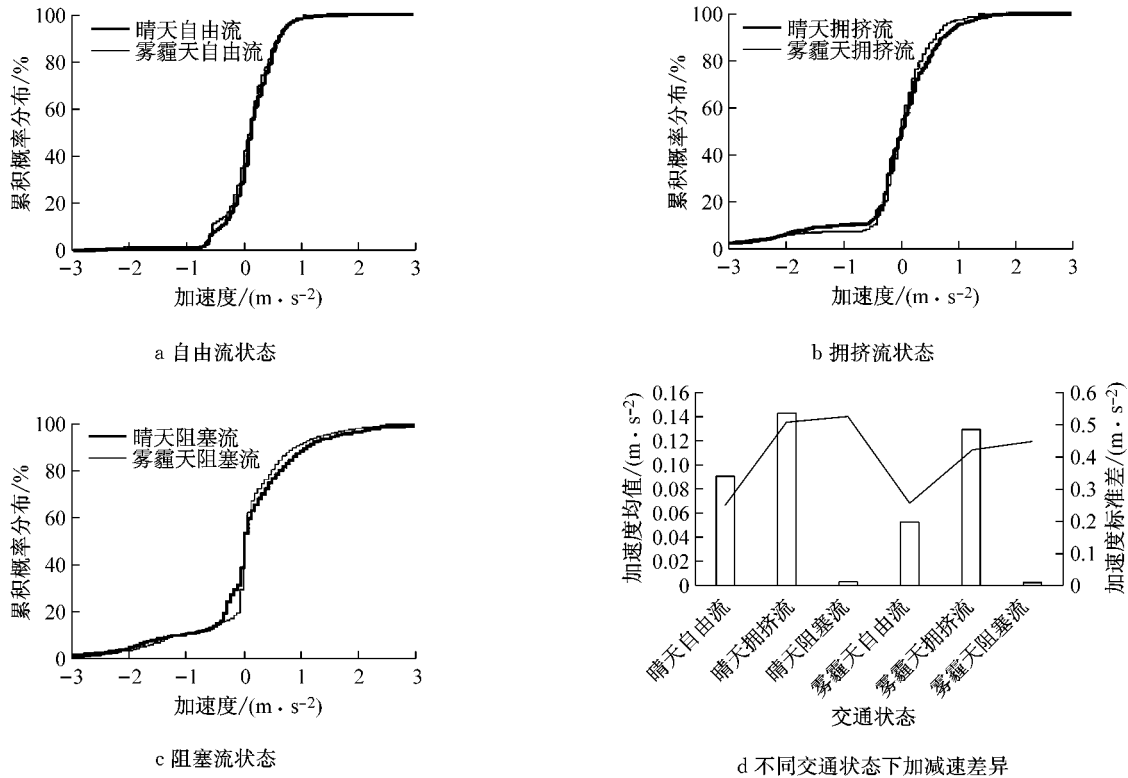 100
80
60
40
20
0
累积概率分布/%
晴天自由流
雾霾天自由流
−3 −2 −1 0 1 2 3
加速度/(m·s⁻²)
a 自由流状态
100
80
60
40
20
0
累积概率分布/%
晴天拥挤流
雾霾天拥挤流
−3 −2 −1 0 1 2 3
加速度/(m·s⁻²)
b 拥挤流状态
100
80
60
40
20
0
累积概率分布/%
晴天阻塞流
雾霾天阻塞流
−3 −2 −1 0 1 2 3
加速度/(m·s⁻²)
c 阻塞流状态
0.16
0.14
0.12
0.10
0.08
0.06
0.04
0.02
0
加速度均值/(m·s⁻²)
0.6
0.5
0.4
0.3
0.2
0.1
0
加速度标准差/(m·s⁻²)
晴天自由流
晴天拥挤流
晴天阻塞流
雾霾天自由流
雾霾天拥挤流
雾霾天阻塞流
交通状态
d 不同交通状态下加减速差异